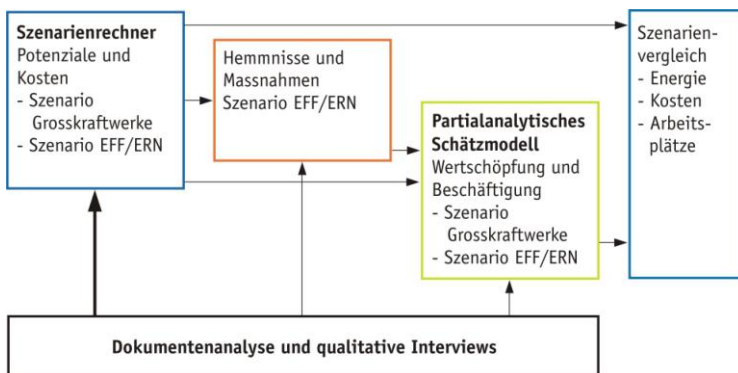 Szenarienrechner
Potenziale und
Kosten
- Szenario
Grosskraftwerke
- Szenario EFF/ERN
Hemmnisse und
Massnahmen
Szenario EFF/ERN
Partialanalytisches
Schätzmodell
Wertschöpfung und
Beschäftigung
- Szenario
Grosskraftwerke
- Szenario EFF/ERN
Szenarien-
vergleich
- Energie
- Kosten
- Arbeits-
plätze
Dokumentenanalyse und qualitative Interviews